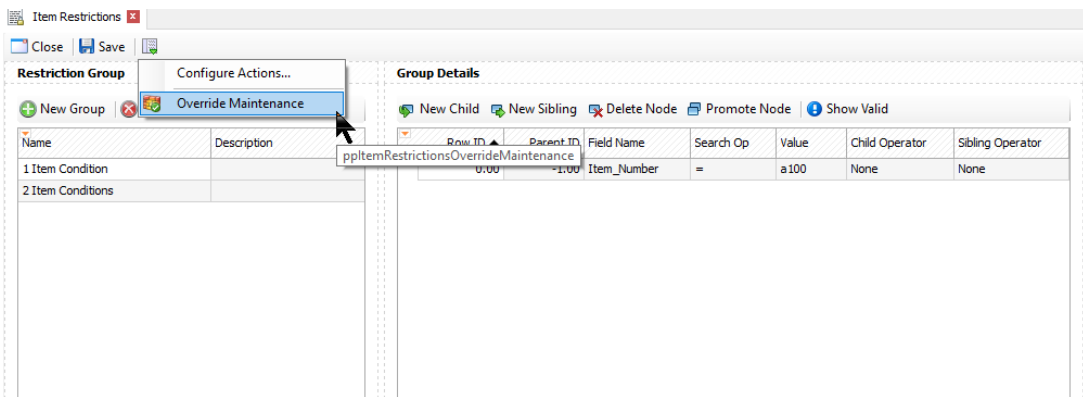 Item Restrictions
Close Save
Restriction Group
Configure Actions...
Override Maintenance
New Group
Name Description
1 Item Condition
2 Item Conditions
Group Details
New Child New Sibling Delete Node Promote Node Show Valid
Row ID Parent ID Field Name Search Op Value Child Operator Sibling Operator
ppItemRestrictionsOverrideMaintenance
0.00 -1.00 Item_Number = a100 None None